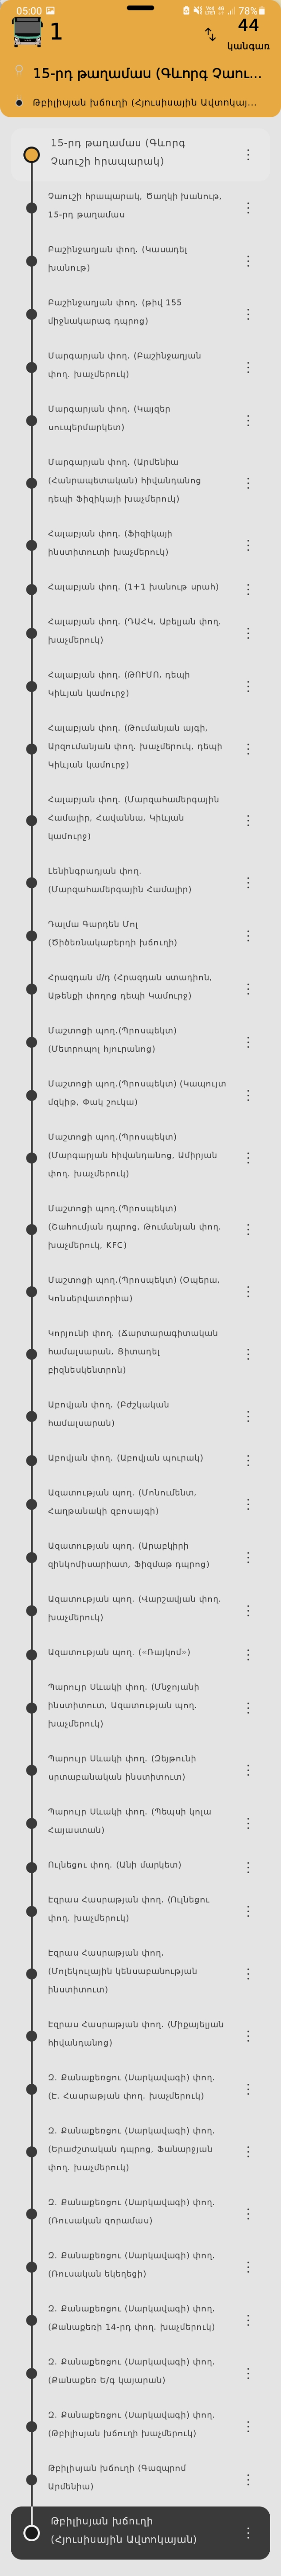 05:00
78%
1
44
կանգառ
15-րդ թաղամաս (Գևորգ Չաու...
Թբիլիսյան խճուղի (Հյուսիսային Ավտոկայ...
15-րդ թաղամաս (Գևորգ
Չաուշի հրապարակ)
Չաուշի հրապարակ, Ծաղկի խանութ,
15-րդ թաղամաս
Բաշինջաղյան փող. (Կասադել
խանութ)
Բաշինջաղյան փող. (թիվ 155
միջնակարագ դպրոց)
Մարգարյան փող. (Բաշինջաղյան
փող. խաչմերուկ)
Մարգարյան փող. (Կայզեր
սուպերմարկետ)
Մարգարյան փող. (Արմենիա
(Հանրապետական) հիվանդանոց
դեպի Ֆիզիկայի խաչմերուկ)
Հալաբյան փող. (Ֆիզիկայի
ինստիտուտի խաչմերուկ)
Հալաբյան փող. (1+1 խանութ սրահ)
Հալաբյան փող. (ԴԱՀԿ, Աբելյան փող.
խաչմերուկ)
Հալաբյան փող. (ԹՈՒՄՈ, դեպի
Կիևյան կամուրջ)
Հալաբյան փող. (Թումանյան այգի,
Արզումանյան փող. խաչմերուկ, դեպի
Կիևյան կամուրջ)
Հալաբյան փող. (Մարզահամերգային
Համալիր, Հավաննա, Կիևյան
կամուրջ)
Լենինգրադյան փող.
(Մարզահամերգային Համալիր)
Դալմա Գարդեն Մոլ
(Ծիծեռնակաբերդի խճուղի)
Հրազդան մ/դ (Հրազդան ստադիոն,
Աթենքի փողոց դեպի Կամուրջ)
Մաշտոցի պող.(Պրոսպեկտ)
(Մետրոպոլ հյուրանոց)
Մաշտոցի պող.(Պրոսպեկտ) (Կապույտ
մզկիթ, Փակ շուկա)
Մաշտոցի պող.(Պրոսպեկտ)
(Մարգարյան հիվանդանոց, Ամիրյան
փող. խաչմերուկ)
Մաշտոցի պող.(Պրոսպեկտ)
(Շահումյան դպրոց, Թումանյան փող.
խաչմերուկ, KFC)
Մաշտոցի պող.(Պրոսպեկտ) (Օպերա,
Կոնսերվատորիա)
Կորյունի փող. (Ճարտարագիտական
համալսարան, Ցիտադել
բիզնեսկենտրոն)
Աբովյան փող. (Բժշկական
համալսարան)
Աբովյան փող. (Աբովյան պուրակ)
Ազատության պող. (Մոնումենտ,
Հաղթանակի զբոսայգի)
Ազատության պող. (Արաբկիրի
զինկոմիսարիատ, Ֆիզմաթ դպրոց)
Ազատության պող. (Վարշավյան փող.
խաչմերուկ)
Ազատության պող. («Ռայկոմ»)
Պարույր Սևակի փող. (Մնջոյանի
ինստիտուտ, Ազատության պող.
խաչմերուկ)
Պարույր Սևակի փող. (Զեյթունի
սրտաբանական ինստիտուտ)
Պարույր Սևակի փող. (Պեպսի կոլա
Հայաստան)
Ուլնեցու փող. (Անի մարկետ)
Էզրաս Հասրաթյան փող. (Ուլնեցու
փող. խաչմերուկ)
Էզրաս Հասրաթյան փող.
(Մոլեկուլային կենսաբանության
ինստիտուտ)
Էզրաս Հասրաթյան փող. (Միքայելյան
հիվանդանոց)
Զ. Քանաքեռցու (Սարկավագի) փող.
(Է. Հասրաթյան փող. խաչմերուկ)
Զ. Քանաքեռցու (Սարկավագի) փող.
(Երաժշտական դպրոց, Ֆանարջյան
փող. խաչմերուկ)
Զ. Քանաքեռցու (Սարկավագի) փող.
(Ռուսական զորամաս)
Զ. Քանաքեռցու (Սարկավագի) փող.
(Ռուսական եկեղեցի)
Զ. Քանաքեռցու (Սարկավագի) փող.
(Քանաքեռի 14-րդ փող. խաչմերուկ)
Զ. Քանաքեռցու (Սարկավագի) փող.
(Քանաքեռ Ե/գ կայարան)
Զ. Քանաքեռցու (Սարկավագի) փող.
(Թբիլիսյան խճուղի խաչմերուկ)
Թբիլիսյան խճուղի (Գազպրոմ
Արմենիա)
Թբիլիսյան խճուղի
(Հյուսիսային Ավտոկայան)